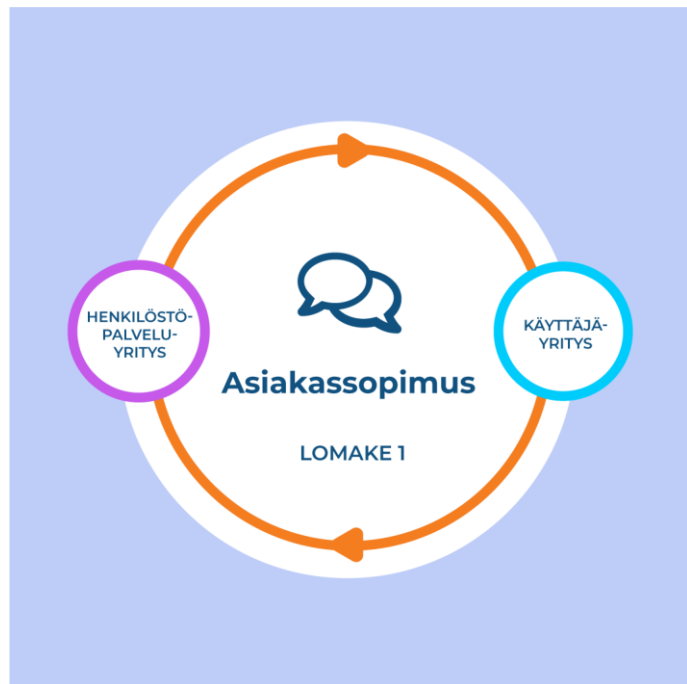 HENKILÖSTÖ-
PALVELU-
YRITYS
Asiakassopimus
LOMAKE 1
KÄYTTÄJÄ-
YRITYS